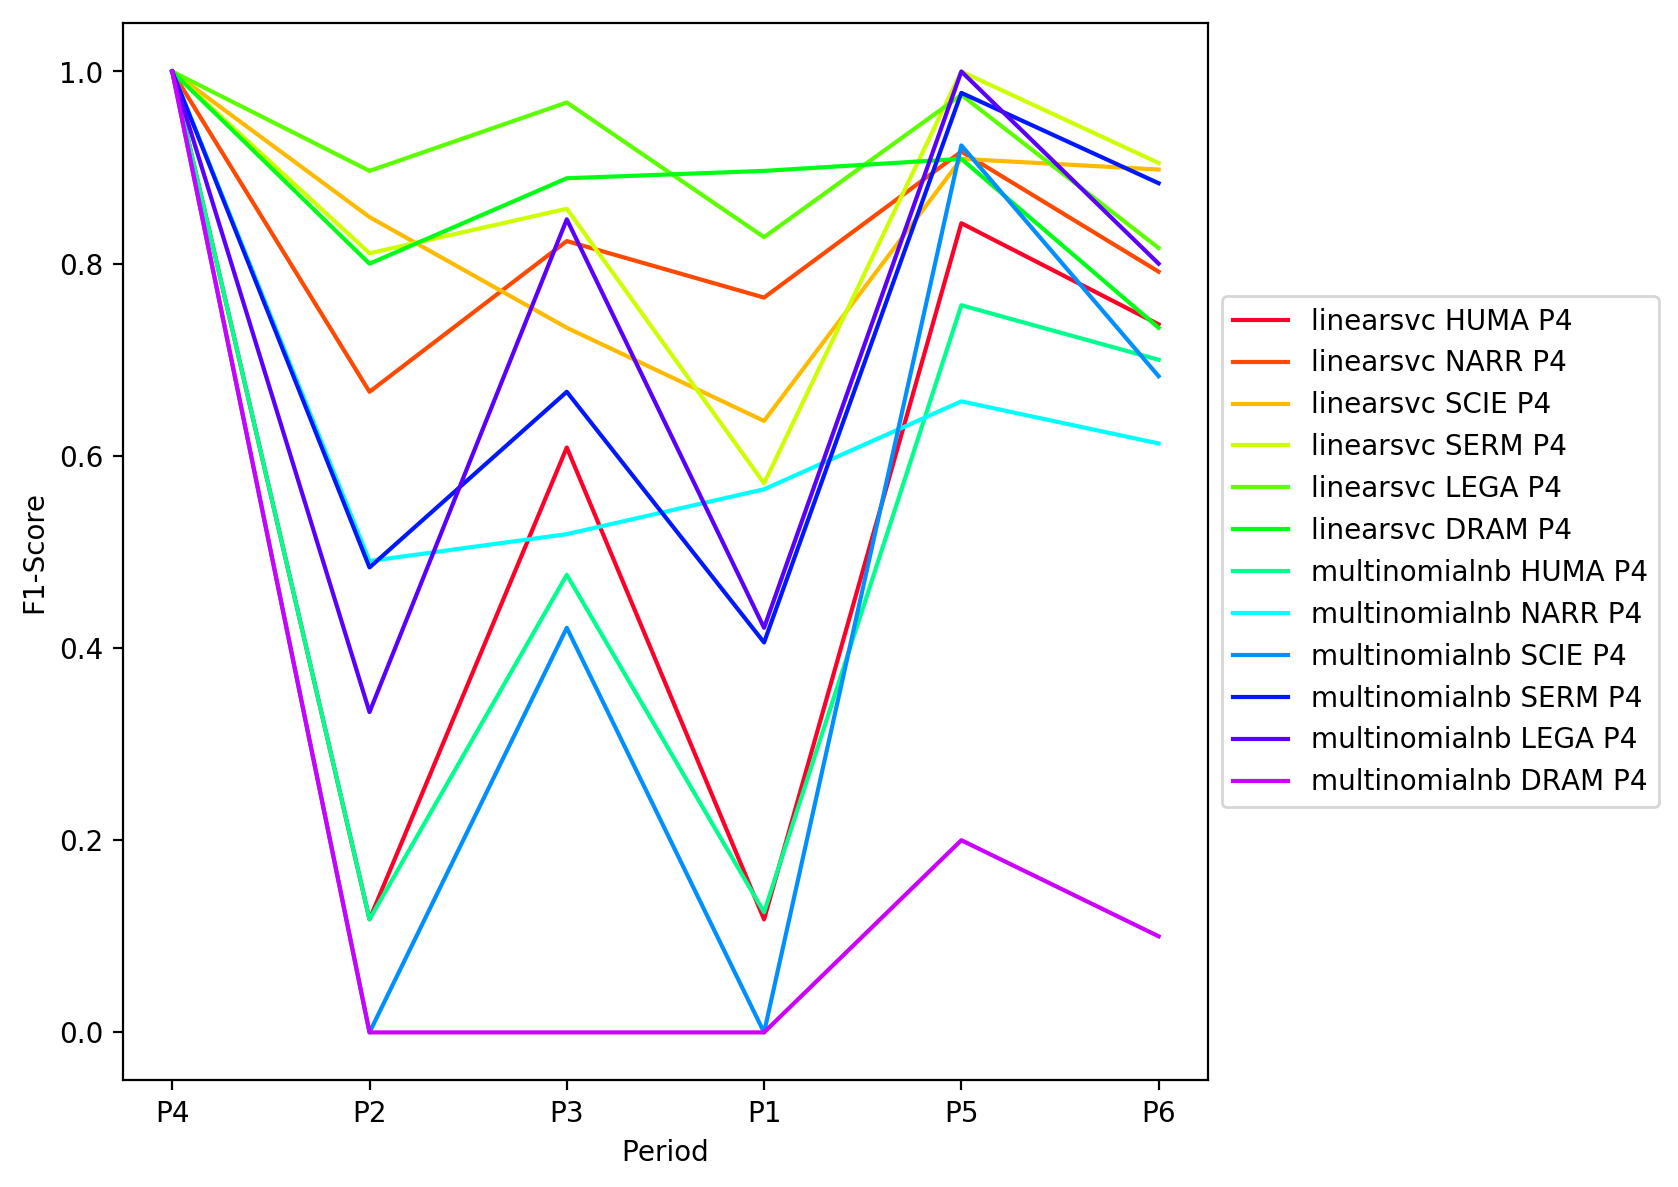 1.0
0.8
0.6
0.4
0.2
0.0
F1-Score
P4 P2 P3 P1 P5 P6
Period
linearsvc HUMA P4
linearsvc NARR P4
linearsvc SCIE P4
linearsvc SERM P4
linearsvc LEGA P4
linearsvc DRAM P4
multinomialnb HUMA P4
multinomialnb NARR P4
multinomialnb SCIE P4
multinomialnb SERM P4
multinomialnb LEGA P4
multinomialnb DRAM P4